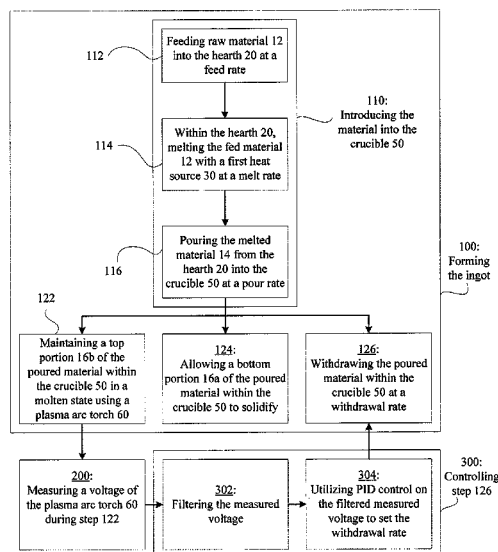 112
Feeding raw material 12
into the hearth 20 at a
feed rate
114
Within the hearth 20,
melting the fed material
12 with a first heat
source 30 at a melt rate
110:
Introducing the
material into the
crucible 50
116
Pouring the melted
material 14 from the
hearth 20 into the
crucible 50 at a pour rate
100:
Forming
the ingot
122
Maintaining a top
portion 16b of the
poured material within
the crucible 50 in a
molten state using a
plasma arc torch 60
124:
Allowing a bottom
portion 16a of the poured
material within the
crucible 50 to solidify
126:
Withdrawing the poured
material within the
crucible 50 at a
withdrawal rate
200:
Measuring a voltage of
the plasma arc torch 60
during step 122
302:
Filtering the measured
voltage
304:
Utilizing PID control on
the filtered measured
voltage to set the
withdrawal rate
300:
Controlling
step 126